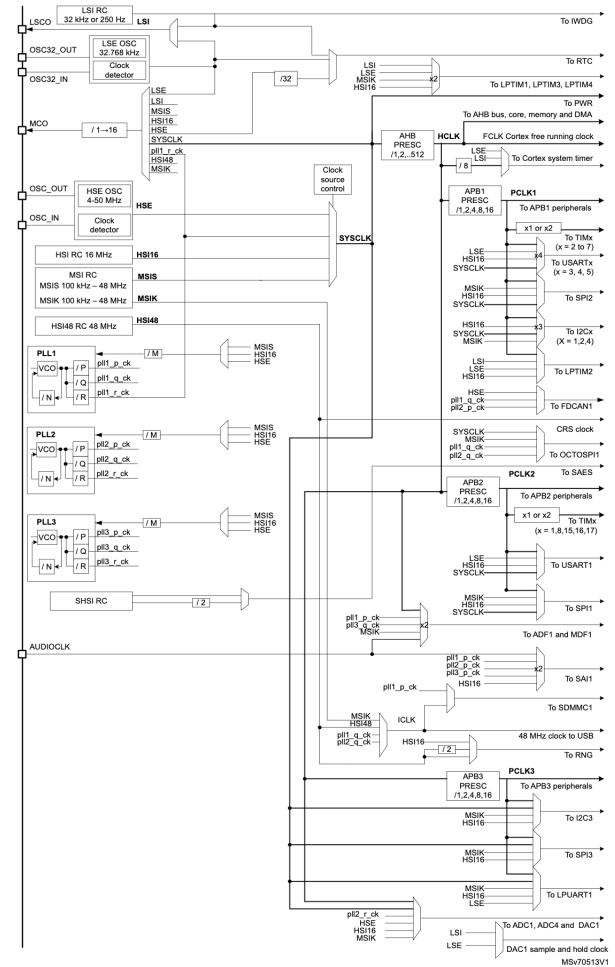 LSI RC
32 kHz or 250 Hz
LSI
LSCO
To IWDG
OSC32_OUT
LSE OSC
32.768 kHz
To RTC
Clock
detector
OSC32_IN
LSI
LSE
MSIK
HSI16
x2
To LPTIM1, LPTIM3, LPTIM4
/32
LSE
LSI
MSIS
HSI16
HSE
SYSCLK
pll1_r_ck
HSI48
MSIK
MCO
/ 1→16
To PWR
To AHB bus, core, memory and DMA
AHB
PRESC
/1,2,..512
HCLK
FCLK Cortex free running clock
LSE
LSI
To Cortex system timer
/ 8
OSC_OUT
HSE OSC
4-50 MHz
HSE
OSC_IN
Clock
detector
Clock
source
control
SYSCLK
APB1
PRESC
/1,2,4,8,16
PCLK1
To APB1 peripherals
x1 or x2
To TIMx
(x = 2 to 7)
HSI RC 16 MHz
HSI16
LSE
HSI16
SYSCLK
x4
To USARTx
(x = 3, 4, 5)
MSI RC
MSIS 100 kHz – 48 MHz
MSIK 100 kHz – 48 MHz
MSIS
MSIK
MSIK
HSI16
SYSCLK
To SPI2
HSI48 RC 48 MHz
HSI48
HSI16
SYSCLK
MSIK
x3
To I2Cx
(X = 1,2,4)
PLL1
VCO
/ P
/ Q
/ R
/ N
/ M
MSIS
HSI16
HSE
pll1_p_ck
pll1_q_ck
pll1_r_ck
LSI
LSE
HSI16
To LPTIM2
HSE
pll1_q_ck
pll2_p_ck
To FDCAN1
CRS clock
PLL2
VCO
/ P
/ Q
/ R
/ N
/ M
MSIS
HSI16
HSE
pll2_p_ck
pll2_q_ck
pll2_r_ck
SYSCLK
MSIK
pll1_q_ck
pll2_q_ck
To OCTOSPI1
To SAES
APB2
PRESC
/1,2,4,8,16
PCLK2
To APB2 peripherals
x1 or x2
To TIMx
(x = 1,8,15,16,17)
PLL3
VCO
/ P
/ Q
/ R
/ N
/ M
MSIS
HSI16
HSE
pll3_p_ck
pll3_q_ck
pll3_r_ck
LSE
HSI16
SYSCLK
To USART1
SHSI RC
/ 2
MSIK
HSI16
SYSCLK
To SPI1
pll1_p_ck
pll3_q_ck
MSIK
x2
To ADF1 and MDF1
AUDIOCLK
pll1_p_ck
pll2_p_ck
pll3_p_ck
HSI16
x2
To SAI1
pll1_p_ck
To SDMMC1
MSIK
HSI48
pll1_q_ck
pll2_q_ck
ICLK
48 MHz clock to USB
HSI16
/ 2
To RNG
APB3
PRESC
/1,2,4,8,16
PCLK3
To APB3 peripherals
MSIK
HSI16
To I2C3
MSIK
HSI16
To SPI3
MSIK
HSI16
LSE
To LPUART1
pll2_r_ck
HSE
HSI16
MSIK
To ADC1, ADC4 and DAC1
LSI
LSE
DAC1 sample and hold clock
MSv70513V1